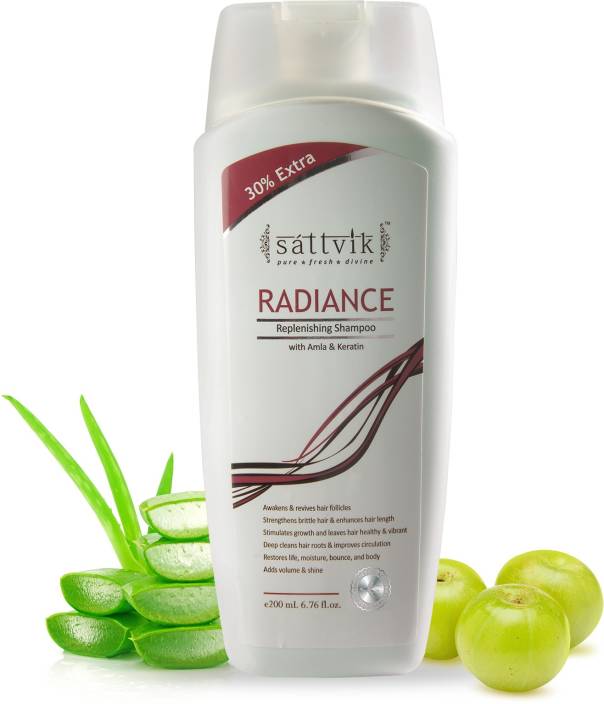 30% Extra
sáttvik™
pure ★ fresh ★ divine
RADIANCE
Replenishing Shampoo
with Amla & Keratin
Awakens & revives hair follicles
Strengthens brittle hair & enhances hair length
Stimulates growth and leaves hair healthy & vibrant
Deep cleans hair roots & improves circulation
Restores life, moisture, bounce, and body
Adds volume & shine
e200 mL 6.76 fl.oz.